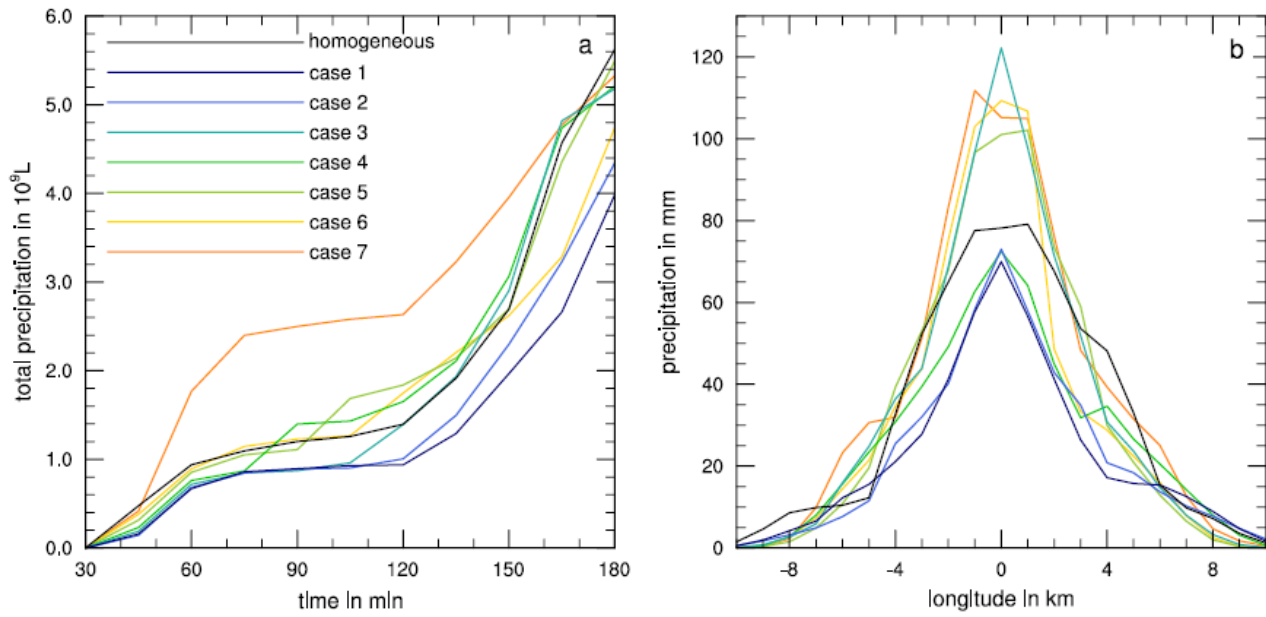 a
total precipitation in 10⁹L
6.0
5.0
4.0
3.0
2.0
1.0
0.0
homogeneous
case 1
case 2
case 3
case 4
case 5
case 6
case 7
30
60
90
120
150
180
time in min
b
precipitation in mm
120
100
80
60
40
20
0
-8
-4
0
4
8
longitude in km